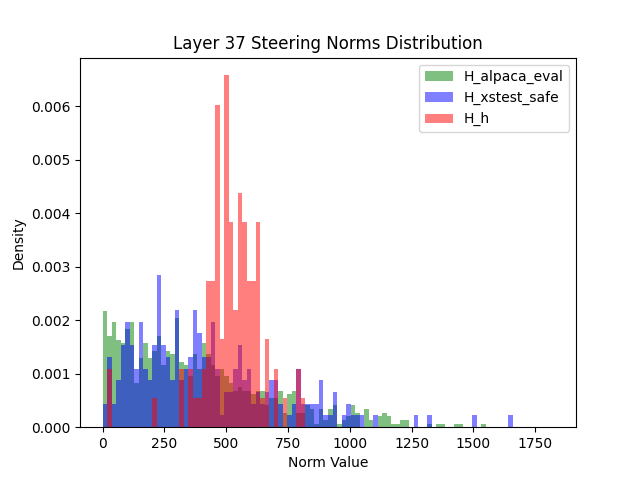 Layer 37 Steering Norms Distribution
H_alpaca_eval
H_xstest_safe
H_h
0.006
0.005
0.004
0.003
0.002
0.001
0.000
Density
0
250
500
750
1000
1250
1500
1750
Norm Value